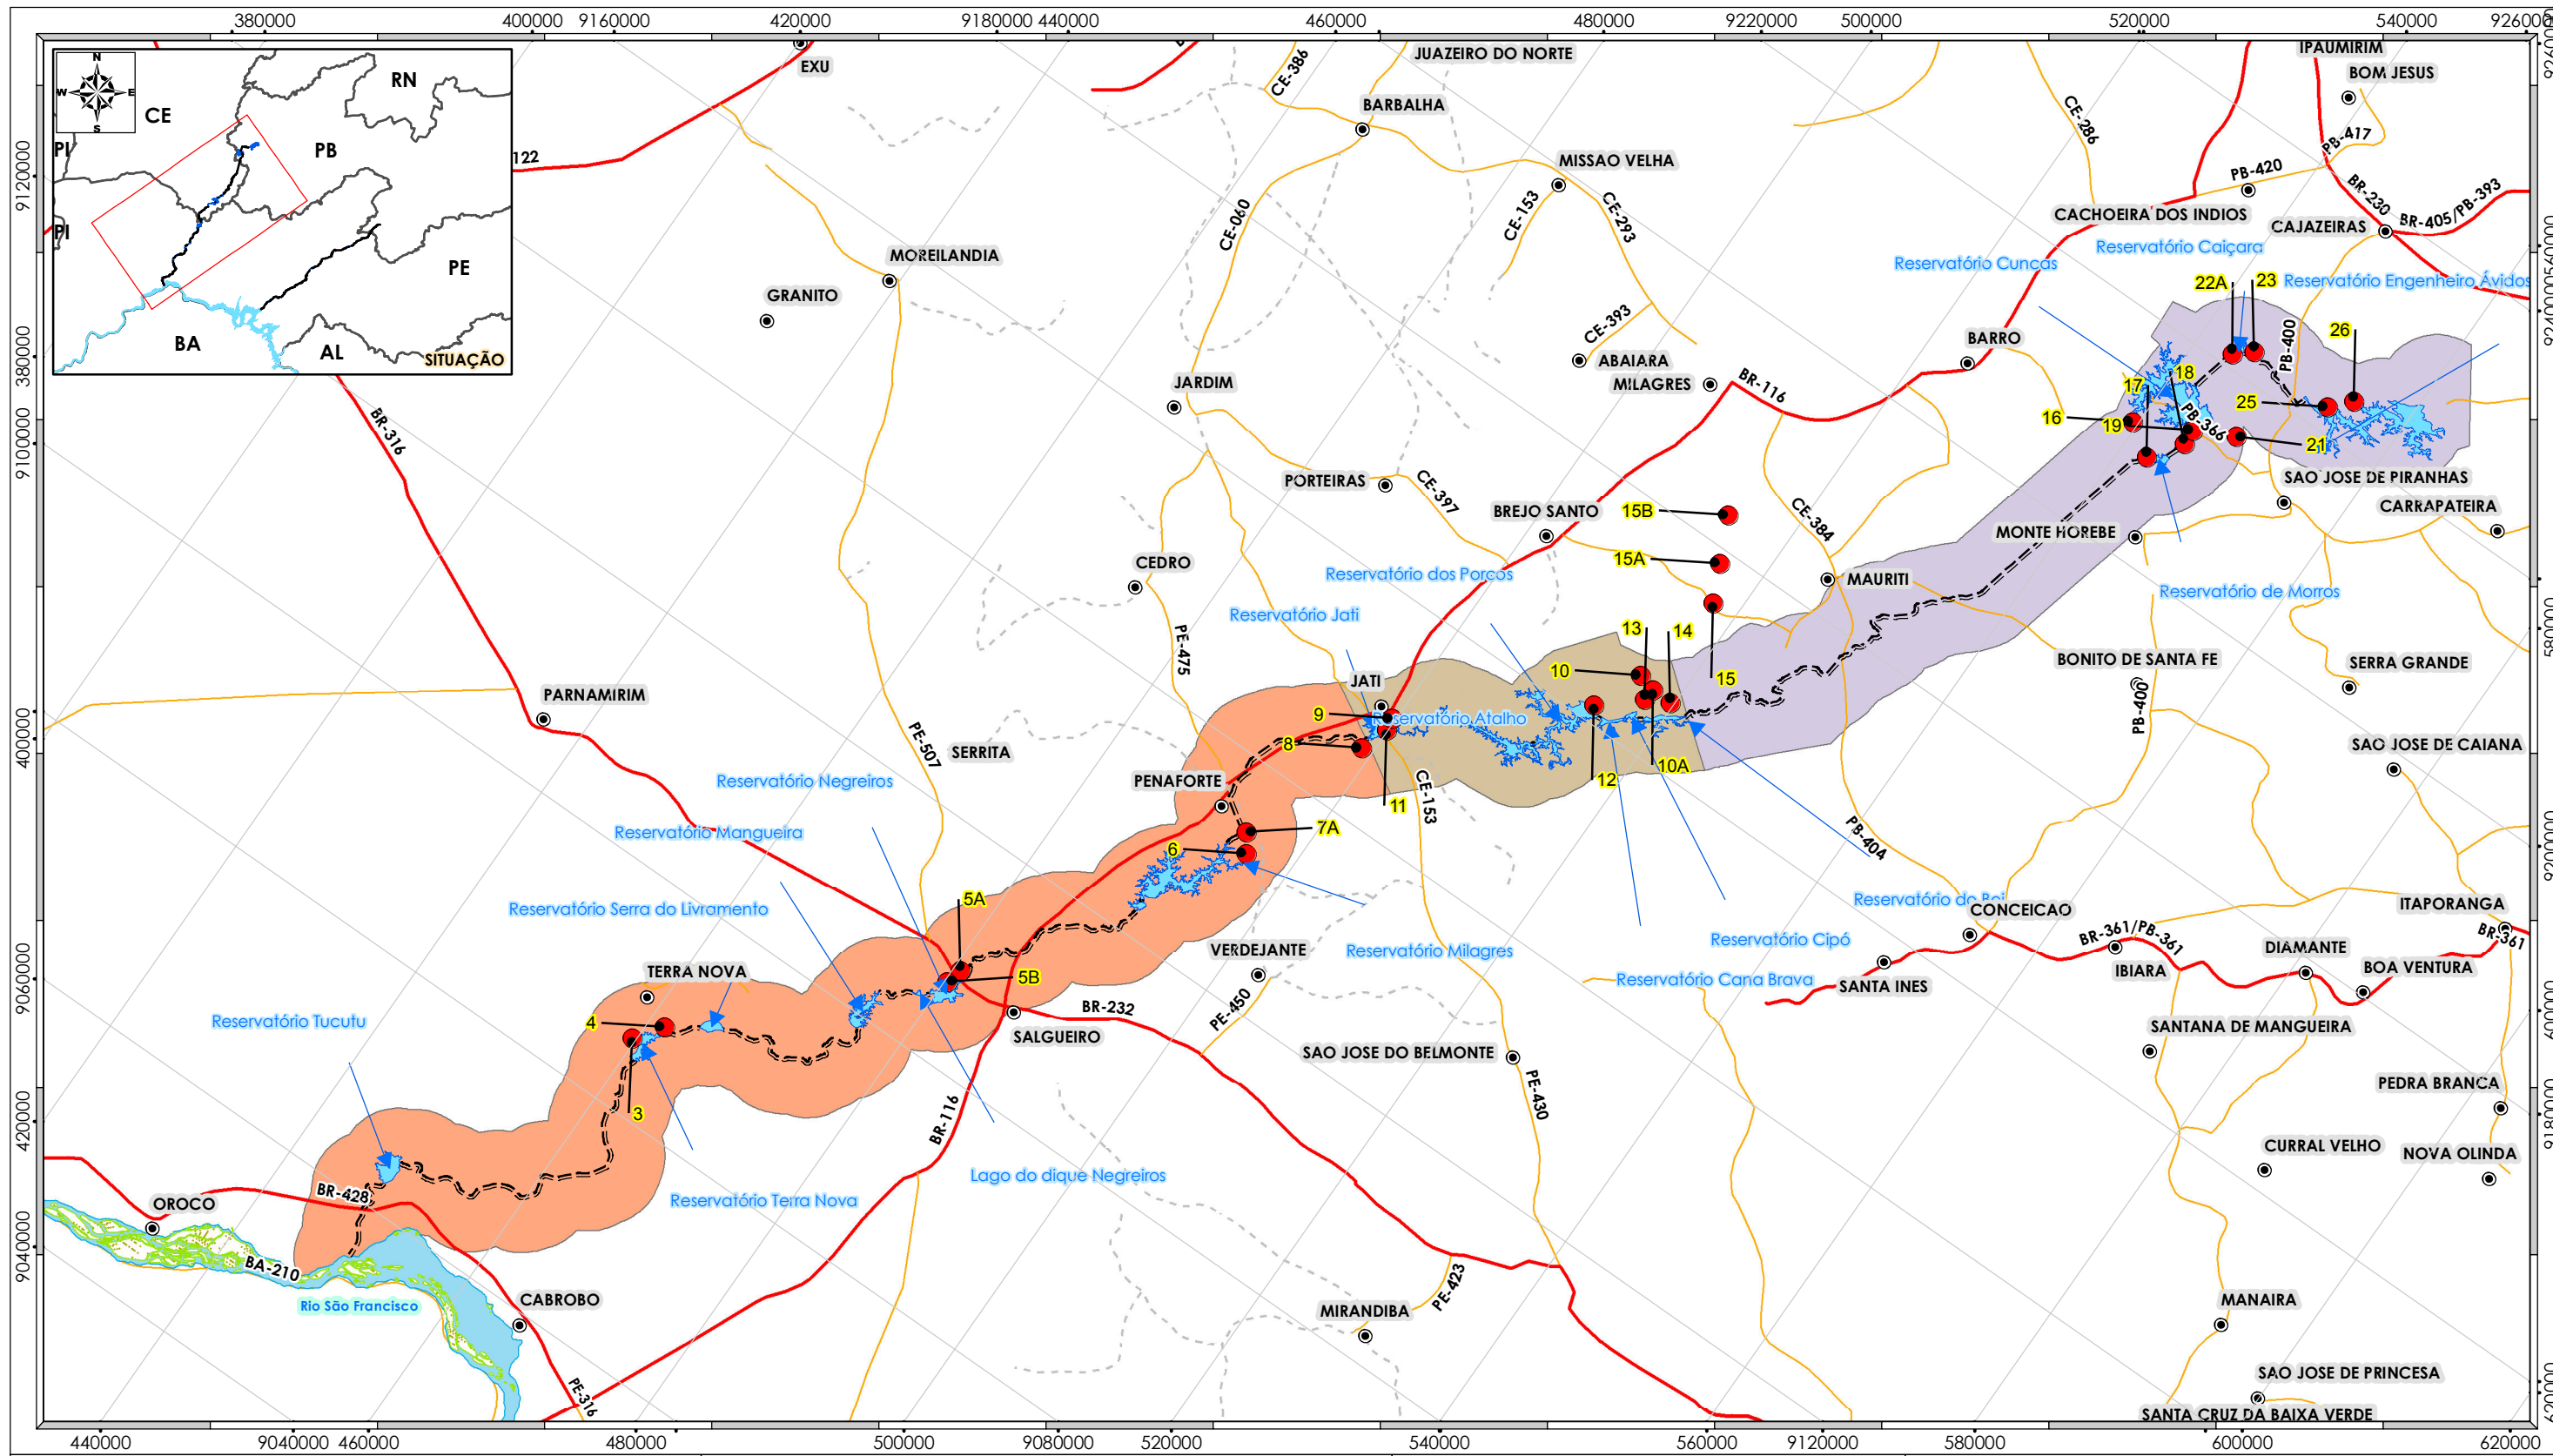 380000
400000
9160000
420000
9180000
440000
460000
480000
9220000
500000
520000
540000
926000
N
W
E
S
CE
RN
PI
PB
PI
PE
BA
AL
SITUAÇÃO
122
EXU
JUAZEIRO DO NORTE
CE-386
BARBALHA
MISSAO VELHA
CE-060
CE-153
CE-293
CE-286
IPAUMIRIM
BOM JESUS
PB-417
PB-420
BR-230
BR-405/PB-393
CACHOEIRA DOS INDIOS
CAJAZEIRAS
Reservatório Caiçara
Reservatório Cuncas
Reservatório Engenheiro Ávidos
22A
23
26
PB-400
MOREILANDIA
GRANITO
CE-393
ABAIARA
MILAGRES
BR-116
BARRO
JARDIM
BR-316
17
18
16
19
PB-366
25
21
SAO JOSE DE PIRANHAS
CARRAPATEIRA
MONTE HOREBE
PORTEIRAS
CE-397
BREJO SANTO
15B
15A
CE-384
MAURITI
CEDRO
Reservatório dos Porcos
Reservatório Jati
Reservatório de Morros
PE-475
13
14
10
15
JATI
9
Reservatório Atalho
8
BONITO DE SANTA FE
SERRA GRANDE
PB-400
PARNAMIRIM
PE-507
SERRITA
SAO JOSE DE CAIANA
PENAFORTE
Reservatório Negreiros
12
10A
11
CE-153
7A
6
Reservatório Mangueira
PB-404
5A
Reservatório Serra do Livramento
Reservatório do Boi
CONCEICAO
ITAPORANGA
BR-361
BR-361/PB-361
VERDEJANTE
Reservatório Milagres
Reservatório Cipó
Reservatório Cana Brava
SANTA INES
IBIARA
DIAMANTE
BOA VENTURA
TERRA NOVA
5B
PE-450
BR-232
SALGUEIRO
Reservatório Tucutu
4
3
SAO JOSE DO BELMONTE
SANTANA DE MANGUEIRA
PE-430
PEDRA BRANCA
BR-116
CURRAL VELHO
NOVA OLINDA
Lago do dique Negreiros
Reservatório Terra Nova
OROCO
BR-428
BA-210
Rio São Francisco
CABROBO
PE-316
MIRANDIBA
PE-423
MANAIRA
SAO JOSE DE PRINCESA
SANTA CRUZ DA BAIXA VERDE
9120000
380000
9100000
400000
9060000
420000
9040000
440000
9040000
460000
480000
500000
9080000
520000
540000
560000
9120000
580000
600000
620000